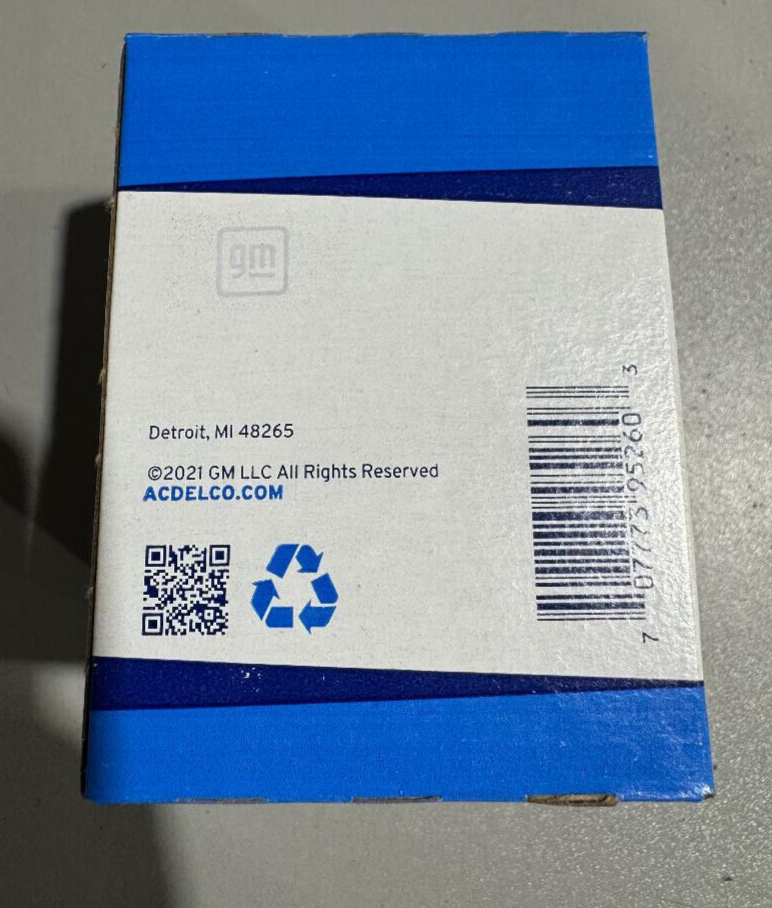 gm
Detroit, MI 48265
©2021 GM LLC All Rights Reserved
ACDELCO.COM
7 07773 95260 3